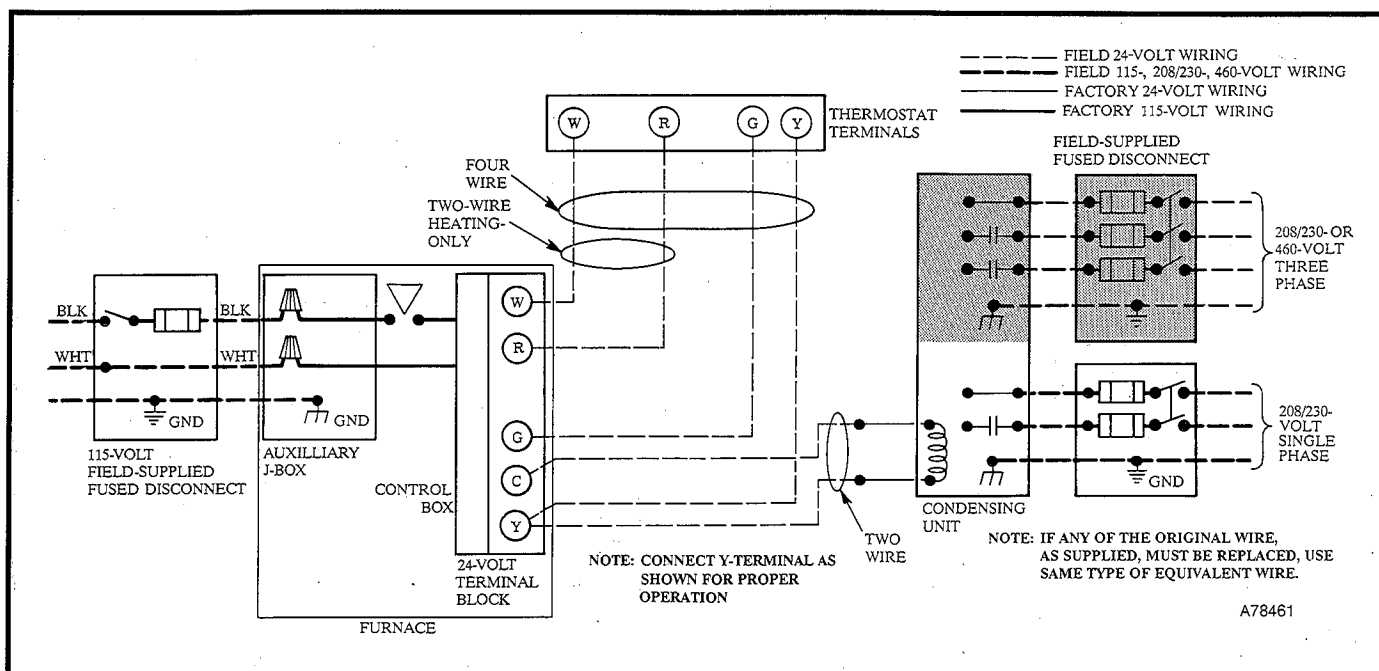 FIELD 24-VOLT WIRING
FIELD 115-, 208/230-, 460-VOLT WIRING
FACTORY 24-VOLT WIRING
FACTORY 115-VOLT WIRING
W
R
G
Y
THERMOSTAT
TERMINALS
FOUR
WIRE
TWO-WIRE
HEATING-
ONLY
FIELD-SUPPLIED
FUSED DISCONNECT
208/230- OR
460-VOLT
THREE
PHASE
BLK
BLK
WHT
WHT
GND
GND
115-VOLT
FIELD-SUPPLIED
FUSED DISCONNECT
AUXILLIARY
J-BOX
CONTROL
BOX
W
R
G
C
Y
24-VOLT
TERMINAL
BLOCK
FURNACE
NOTE: CONNECT Y-TERMINAL AS
SHOWN FOR PROPER
OPERATION
TWO
WIRE
CONDENSING
UNIT
GND
208/230-
VOLT
SINGLE
PHASE
NOTE: IF ANY OF THE ORIGINAL WIRE,
AS SUPPLIED, MUST BE REPLACED, USE
SAME TYPE OF EQUIVALENT WIRE.
A78461